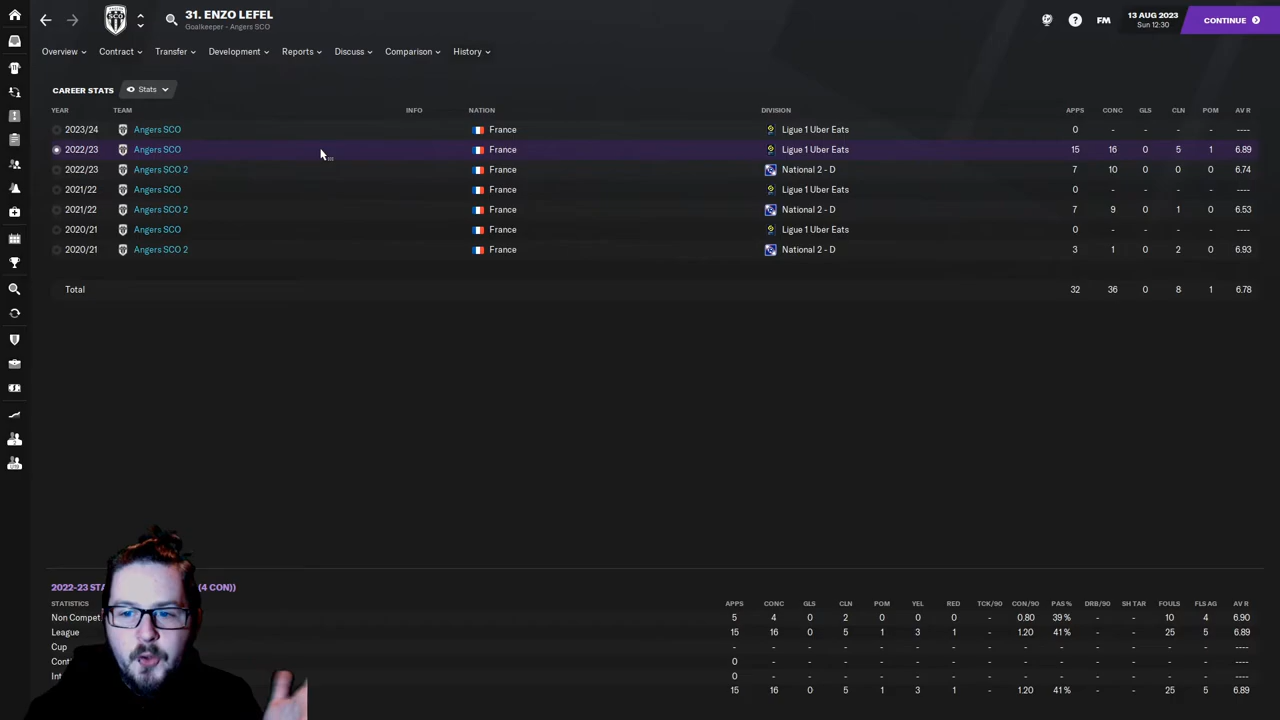 31. ENZO LEFEL
Goalkeeper - Angers SCO
FM
13 AUG 2023
Sun 12:30
CONTINUE
Overview Contract Transfer Development Reports Discuss Comparison History
CAREER STATS Stats
YEAR TEAM INFO NATION DIVISION APPS CONC GLS CLN POM AV R
2023/24 Angers SCO France Ligue 1 Uber Eats 0 - - - - ----
2022/23 Angers SCO France Ligue 1 Uber Eats 15 16 0 5 1 6.89
2022/23 Angers SCO 2 France National 2 - D 7 10 0 0 0 6.74
2021/22 Angers SCO France Ligue 1 Uber Eats 0 - - - - ----
2021/22 Angers SCO 2 France National 2 - D 7 9 0 1 0 6.53
2020/21 Angers SCO France Ligue 1 Uber Eats 0 - - - - ----
2020/21 Angers SCO 2 France National 2 - D 3 1 0 2 0 6.93
Total 32 36 0 8 1 6.78
2022-23 (4 CON))
STATISTICS APPS CONC GLS CLN POM YEL RED TCK/90 CON/90 PAS % DRB/90 SH TAR FOULS FLS AG AV R
Non 5 4 0 2 0 0 0 - 0.80 39 % - - 10 4 6.90
League 15 16 0 5 1 3 1 - 1.20 41 % - - 25 5 6.89
Cup - - - - - - - - - - - - - - ----
0 - - - - - - - - - - - - - ----
0 - - - - - - - - - - - - - ----
15 16 0 5 1 3 1 - 1.20 41 % - - 25 5 6.89